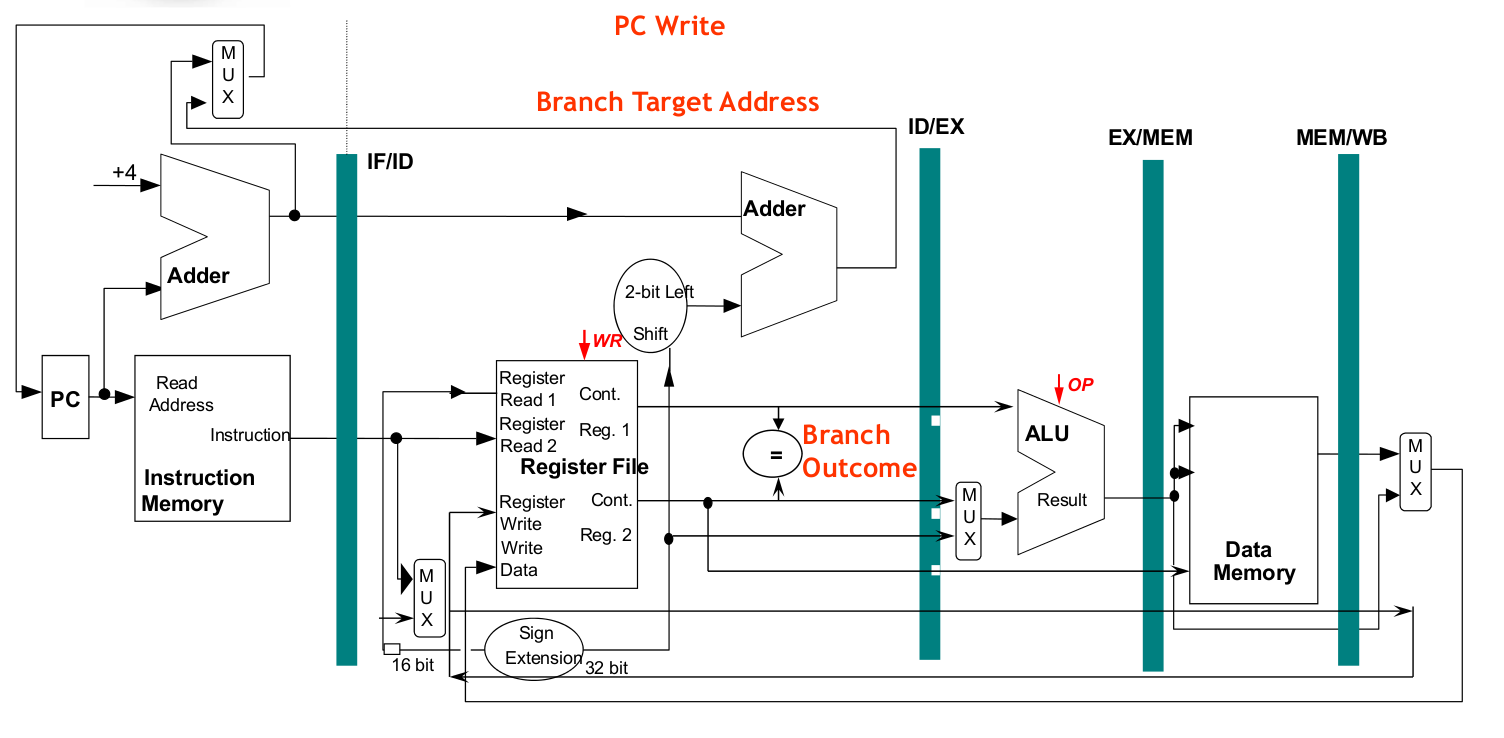 PC Write
M
U
X
Branch Target Address
ID/EX
EX/MEM
MEM/WB
IF/ID
+4
Adder
Adder
2-bit Left
Shift
WR
PC
Read
Address
Instruction
Instruction
Memory
Register
Read 1
Register
Read 2
Register File
Register
Write
Write
Data
Cont.
Reg. 1
Cont.
Reg. 2
=
Branch
Outcome
OP
ALU
Result
M
U
X
Data
Memory
M
U
X
M
U
X
Sign
Extension
16 bit
32 bit